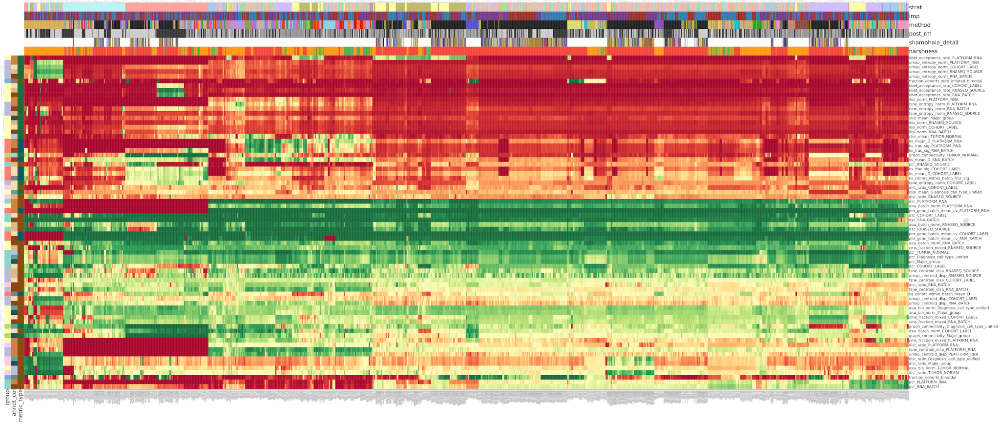 strat
imp
method
post_rm
shambhala_detail
harshness
kbet_acceptance_rate_PLATFORM_RNA
umap_entropy_norm_PLATFORM_RNA
umap_entropy_norm_COHORT_LABEL
umap_entropy_norm_RNASEQ_SOURCE
umap_entropy_norm_RNA_BATCH
fraction_cohorts_zero_inflated_bimodal
kbet_acceptance_rate_COHORT_LABEL
kbet_acceptance_rate_RNASEQ_SOURCE
kbet_acceptance_rate_RNA_BATCH
ilisi_norm_PLATFORM_RNA
tsne_entropy_norm_PLATFORM_RNA
tsne_entropy_norm_RNA_BATCH
tsne_entropy_norm_RNASEQ_SOURCE
clisi_mean_Major_group
ilisi_norm_RNASEQ_SOURCE
ilisi_norm_COHORT_LABEL
ilisi_norm_RNA_BATCH
clisi_mean_TUMOR_NORMAL
ks_mean_D_PLATFORM_RNA
ks_frac_sig_PLATFORM_RNA
ks_frac_sig_RNA_BATCH
graph_connectivity_TUMOR_NORMAL
ks_mean_D_RNA_BATCH
pcr_RNASEQ_SOURCE
ks_frac_sig_COHORT_LABEL
ks_mean_D_COHORT_LABEL
ks_cohort_within_batch_frac_sig
tsne_entropy_norm_COHORT_LABEL
dist_ratio_COHORT_LABEL
clisi_mean_Diagnosis_cell_type_unified
dist_ratio_RNASEQ_SOURCE
dsc_PLATFORM_RNA
asw_batch_norm_PLATFORM_RNA
per_gene_batch_mean_cv_PLATFORM_RNA
dsc_COHORT_LABEL
dsc_RNA_BATCH
asw_batch_norm_RNASEQ_SOURCE
dsc_RNASEQ_SOURCE
per_gene_batch_mean_cv_COHORT_LABEL
per_gene_batch_mean_cv_RNA_BATCH
asw_batch_norm_RNA_BATCH
cms_fraction_mixed_RNASEQ_SOURCE
pcr_TUMOR_NORMAL
pcr_Diagnosis_cell_type_unified
pcr_Major_group
pcr_COHORT_LABEL
tsne_centroid_disp_RNASEQ_SOURCE
umap_centroid_disp_RNASEQ_SOURCE
tsne_centroid_disp_COHORT_LABEL
dist_ratio_RNA_BATCH
tsne_centroid_disp_RNA_BATCH
ks_cohort_within_batch_mean_D
umap_centroid_disp_COHORT_LABEL
umap_centroid_disp_RNA_BATCH
asw_bio_norm_Diagnosis_cell_type_unified
asw_bio_norm_Major_group
cms_fraction_mixed_COHORT_LABEL
cms_fraction_mixed_RNA_BATCH
graph_connectivity_Diagnosis_cell_type_unified
asw_batch_norm_COHORT_LABEL
graph_connectivity_Major_group
cms_fraction_mixed_PLATFORM_RNA
dist_ratio_PLATFORM_RNA
tsne_centroid_disp_PLATFORM_RNA
umap_centroid_disp_PLATFORM_RNA
dist_ratio_Diagnosis_cell_type_unified
dist_ratio_Major_group
asw_bio_norm_TUMOR_NORMAL
dist_ratio_TUMOR_NORMAL
fraction_cohorts_bimodal
pcr_PLATFORM_RNA
pcr_RNA_BATCH
group
annot_col
metric_type